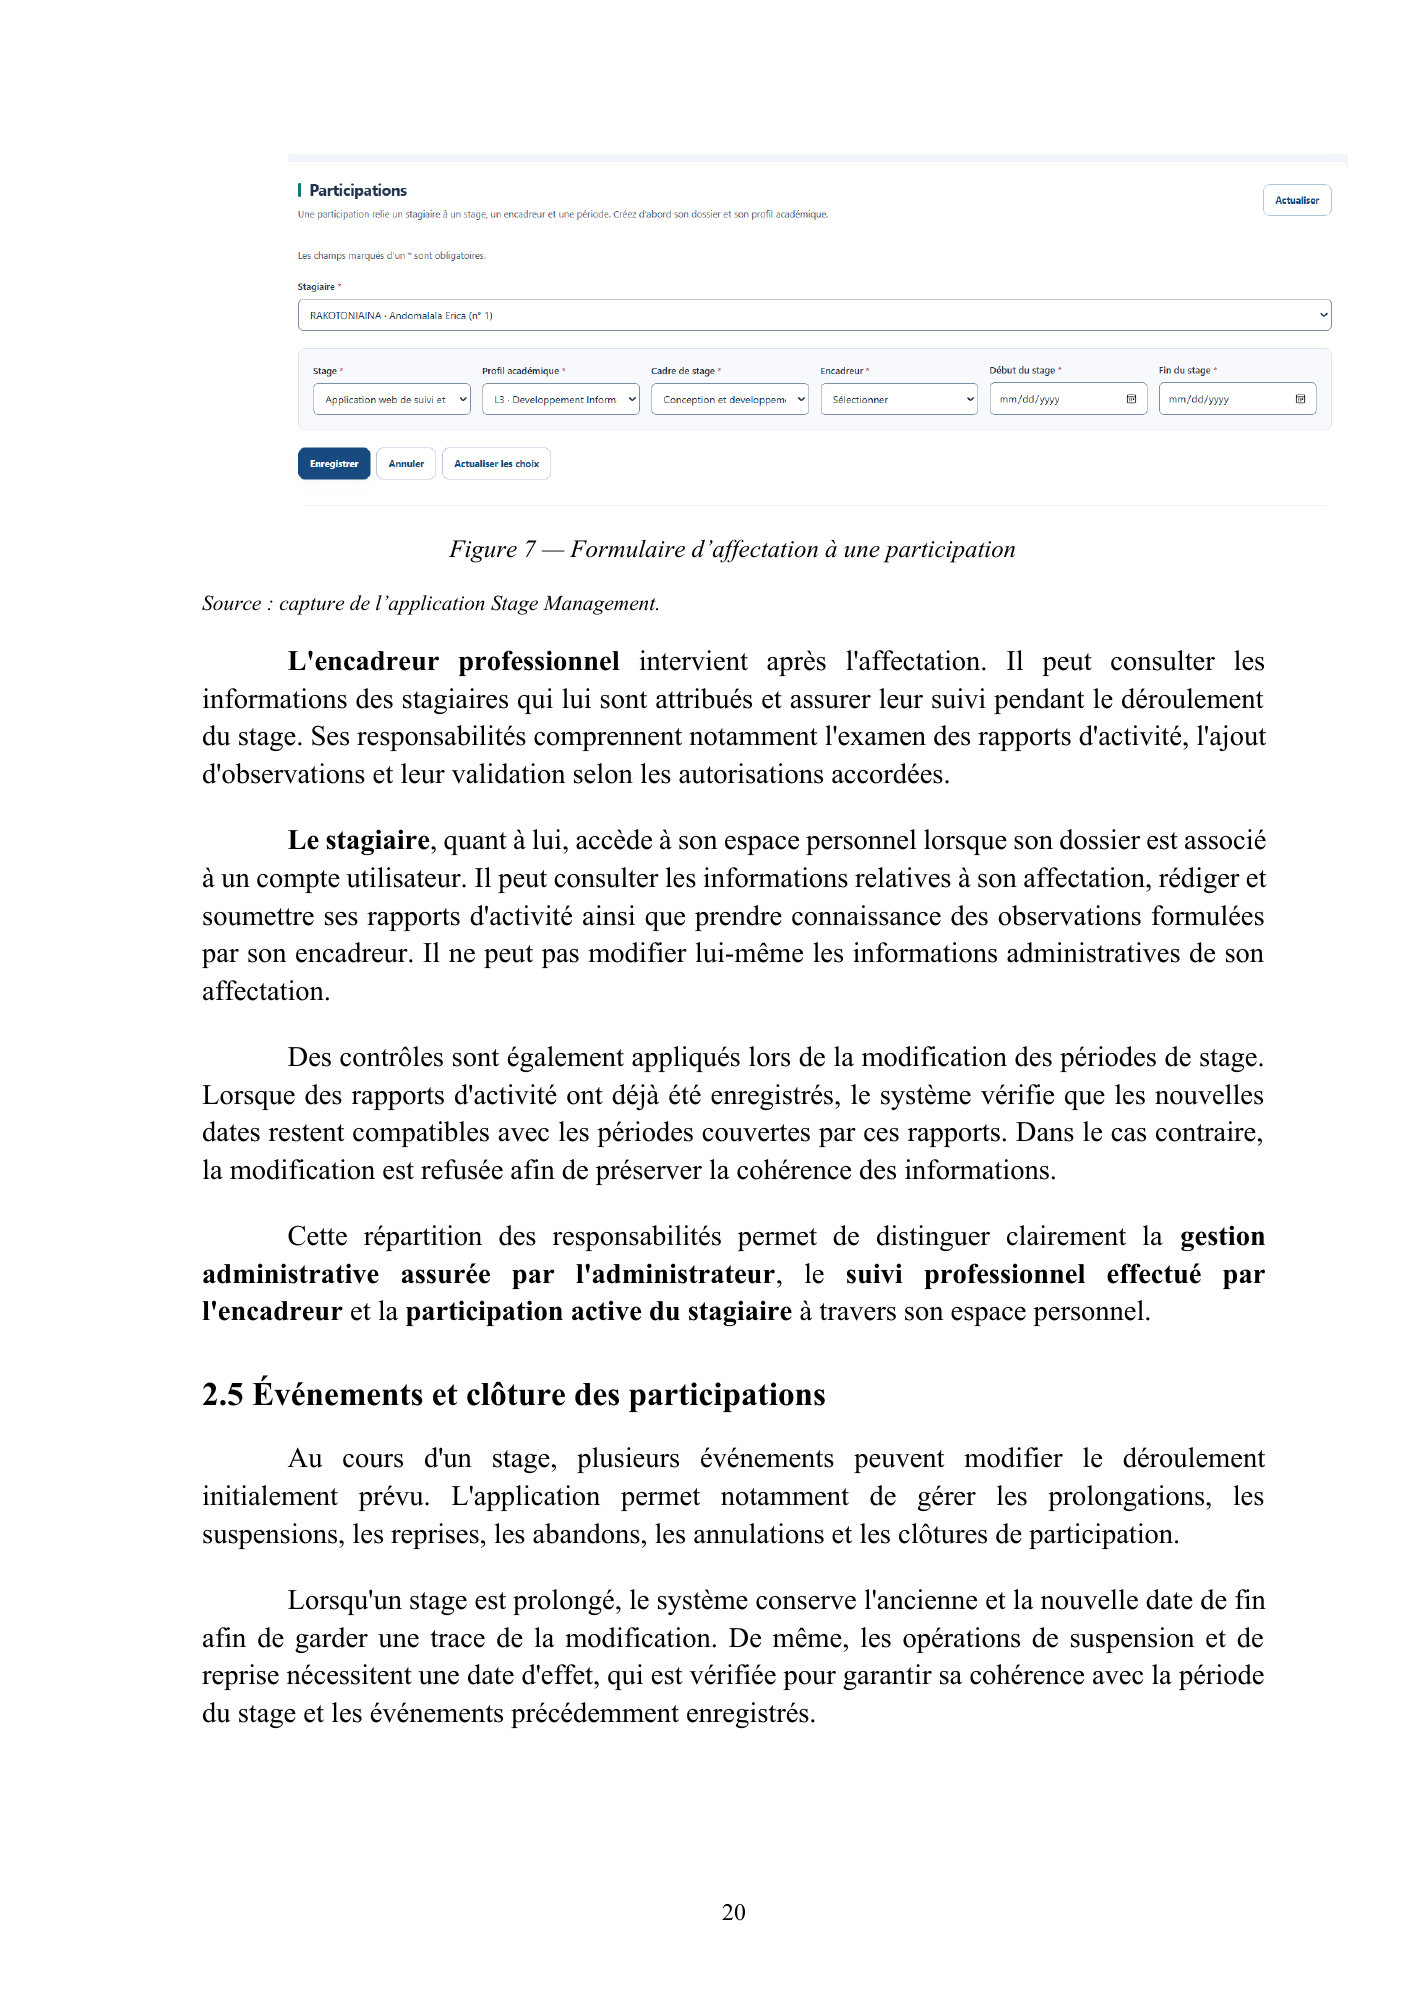 Participations
Actualiser
Une participation relie un stagiaire à un stage, un encadreur et une période. Créez d'abord son dossier et son profil académique.
Les champs marqués d'un * sont obligatoires.
Stagiaire *
RAKOTONIAINA · Andomalala Erica (n° 1)
Stage * Profil académique * Cadre de stage * Encadreur * Début du stage * Fin du stage *
Application web de suivi et L3 · Developpement Inform Conception et developpem Sélectionner mm/dd/yyyy mm/dd/yyyy
Enregistrer Annuler Actualiser les choix
Figure 7 — Formulaire d’affectation à une participation
Source : capture de l’application Stage Management.
L'encadreur professionnel intervient après l'affectation. Il peut consulter les
informations des stagiaires qui lui sont attribués et assurer leur suivi pendant le déroulement
du stage. Ses responsabilités comprennent notamment l'examen des rapports d'activité, l'ajout
d'observations et leur validation selon les autorisations accordées.
Le stagiaire, quant à lui, accède à son espace personnel lorsque son dossier est associé
à un compte utilisateur. Il peut consulter les informations relatives à son affectation, rédiger et
soumettre ses rapports d'activité ainsi que prendre connaissance des observations formulées
par son encadreur. Il ne peut pas modifier lui-même les informations administratives de son
affectation.
Des contrôles sont également appliqués lors de la modification des périodes de stage.
Lorsque des rapports d'activité ont déjà été enregistrés, le système vérifie que les nouvelles
dates restent compatibles avec les périodes couvertes par ces rapports. Dans le cas contraire,
la modification est refusée afin de préserver la cohérence des informations.
Cette répartition des responsabilités permet de distinguer clairement la gestion
administrative assurée par l'administrateur, le suivi professionnel effectué par
l'encadreur et la participation active du stagiaire à travers son espace personnel.
2.5 Événements et clôture des participations
Au cours d'un stage, plusieurs événements peuvent modifier le déroulement
initialement prévu. L'application permet notamment de gérer les prolongations, les
suspensions, les reprises, les abandons, les annulations et les clôtures de participation.
Lorsqu'un stage est prolongé, le système conserve l'ancienne et la nouvelle date de fin
afin de garder une trace de la modification. De même, les opérations de suspension et de
reprise nécessitent une date d'effet, qui est vérifiée pour garantir sa cohérence avec la période
du stage et les événements précédemment enregistrés.
20